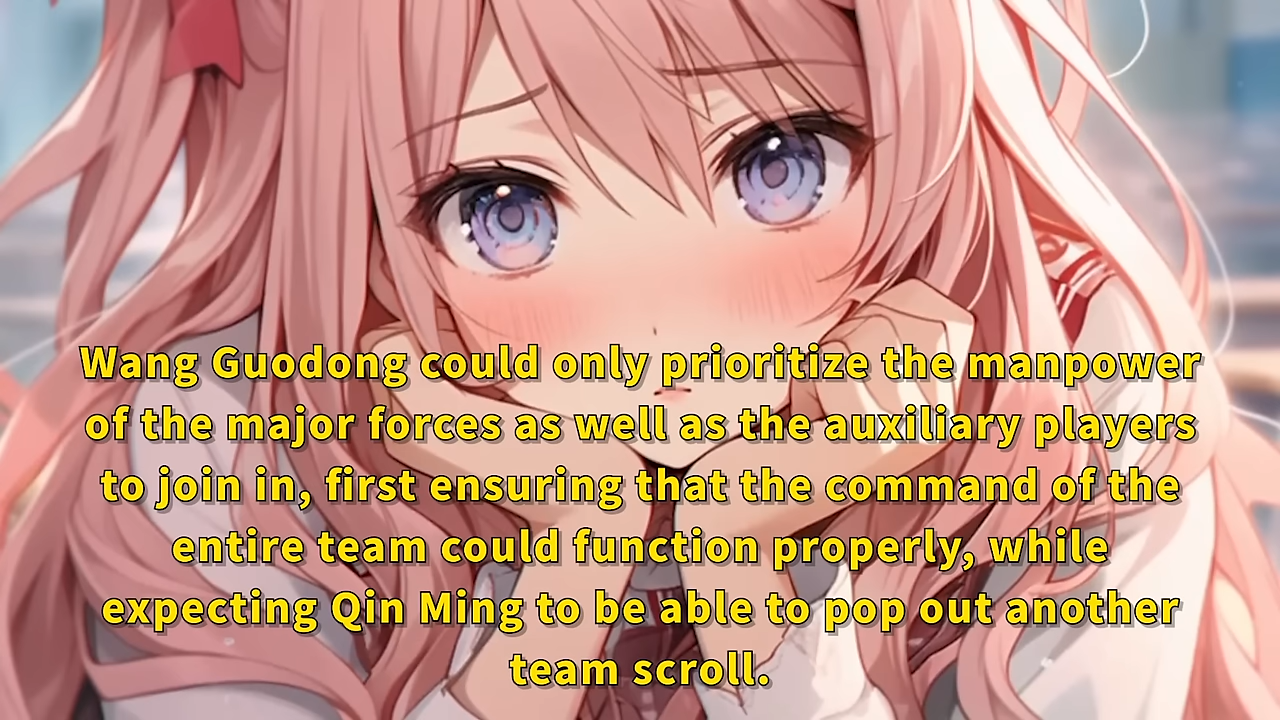 Wang Guodong could only prioritize the manpower
of the major forces as well as the auxiliary players
to join in, first ensuring that the command of the
entire team could function properly, while
expecting Qin Ming to be able to pop out another
team scroll.